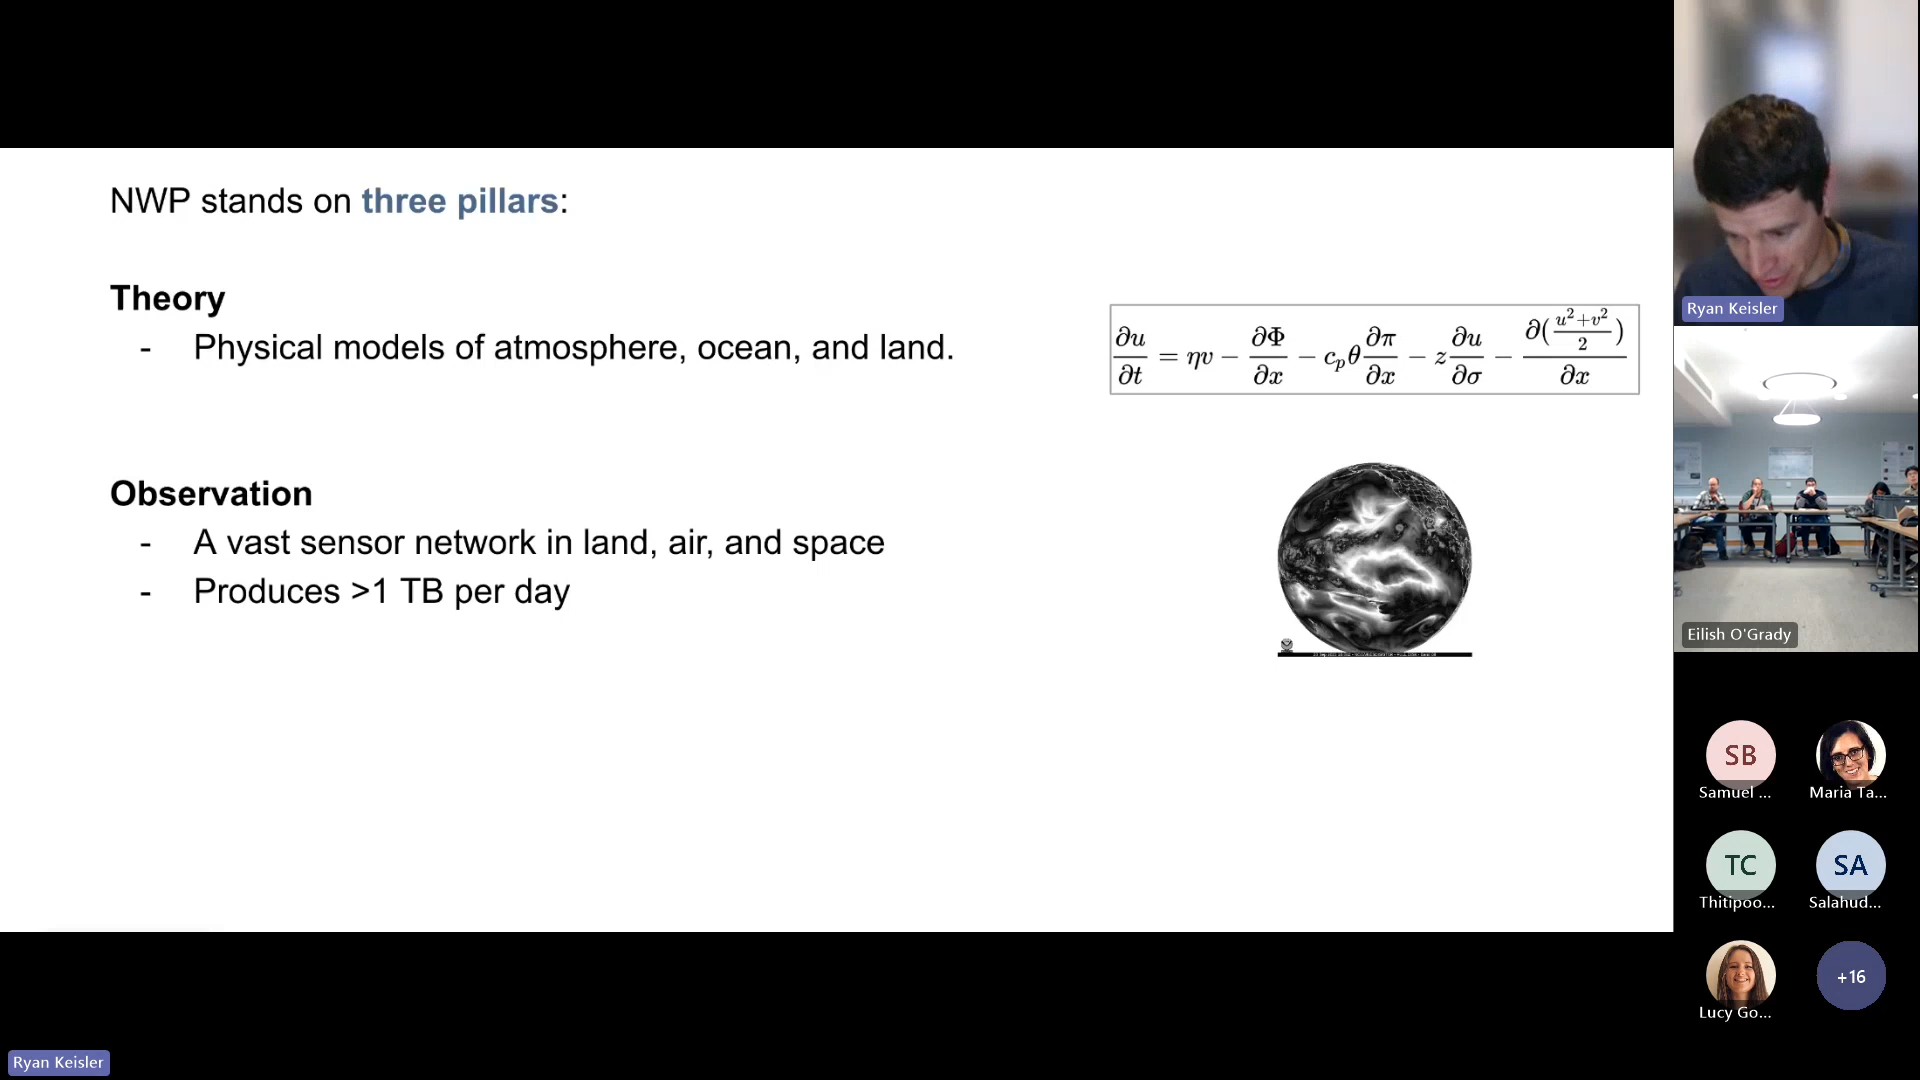 NWP stands on three pillars:
Theory
- Physical models of atmosphere, ocean, and land.
∂u/∂t = ηv − ∂Φ/∂x − cₚθ ∂π/∂x − z ∂u/∂σ − ∂((u²+v²)/2)/∂x
Observation
- A vast sensor network in land, air, and space
- Produces >1 TB per day
Ryan Keisler
Eilish O'Grady
SB
Samuel ...
Maria Ta...
TC
Thitipoo...
SA
Salahud...
Lucy Go...
+16
Ryan Keisler